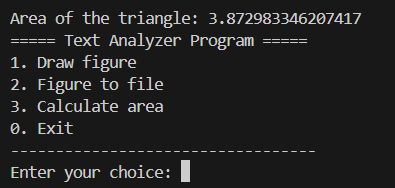 Area of the triangle: 3.872983346207417
===== Text Analyzer Program =====
1. Draw figure
2. Figure to file
3. Calculate area
0. Exit
----------------------------------
Enter your choice: